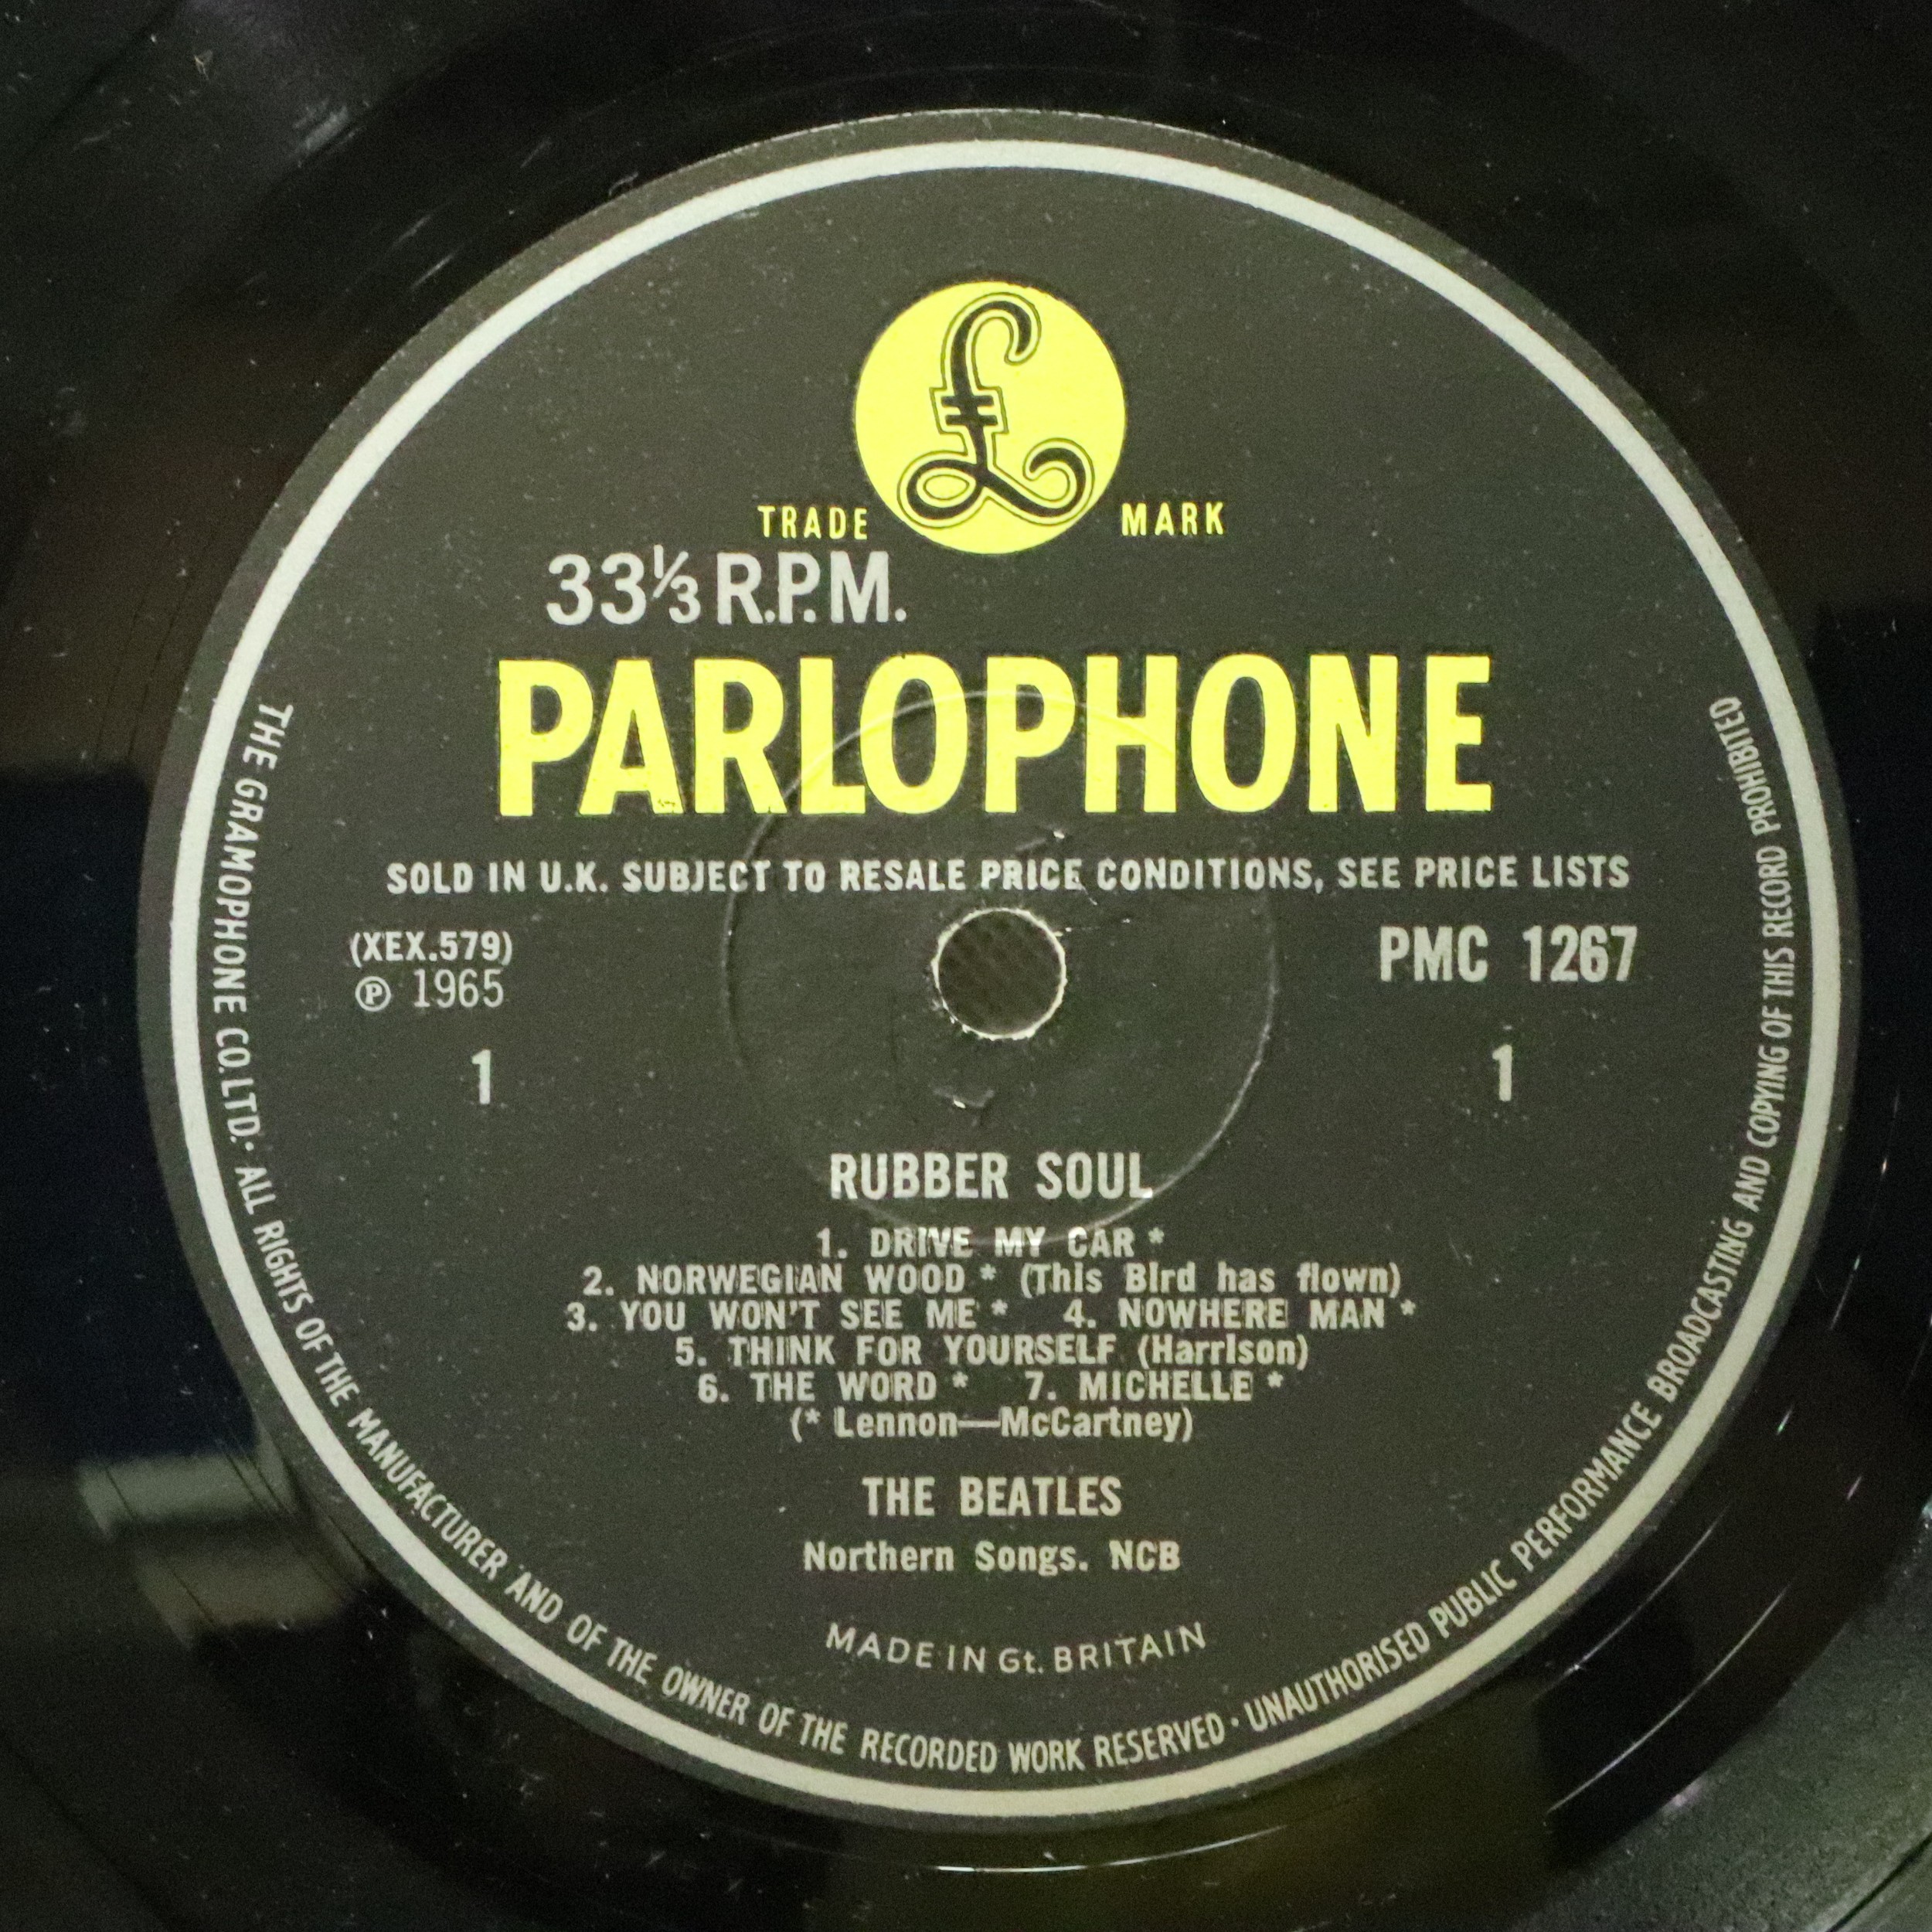 £
TRADE MARK
33⅓ R.P.M.
PARLOPHONE
SOLD IN U.K. SUBJECT TO RESALE PRICE CONDITIONS, SEE PRICE LISTS
(XEX.579)
℗ 1965
PMC 1267
1
1
RUBBER SOUL
1. DRIVE MY CAR *
2. NORWEGIAN WOOD * (This Bird has flown)
3. YOU WON'T SEE ME * 4. NOWHERE MAN *
5. THINK FOR YOURSELF (Harrison)
6. THE WORD * 7. MICHELLE *
(* Lennon—McCartney)
THE BEATLES
Northern Songs. NCB
MADE IN Gt. BRITAIN
THE GRAMOPHONE CO. LTD. · ALL RIGHTS OF THE MANUFACTURER AND OF THE OWNER OF THE RECORDED WORK RESERVED · UNAUTHORISED PUBLIC PERFORMANCE BROADCASTING AND COPYING OF THIS RECORD PROHIBITED